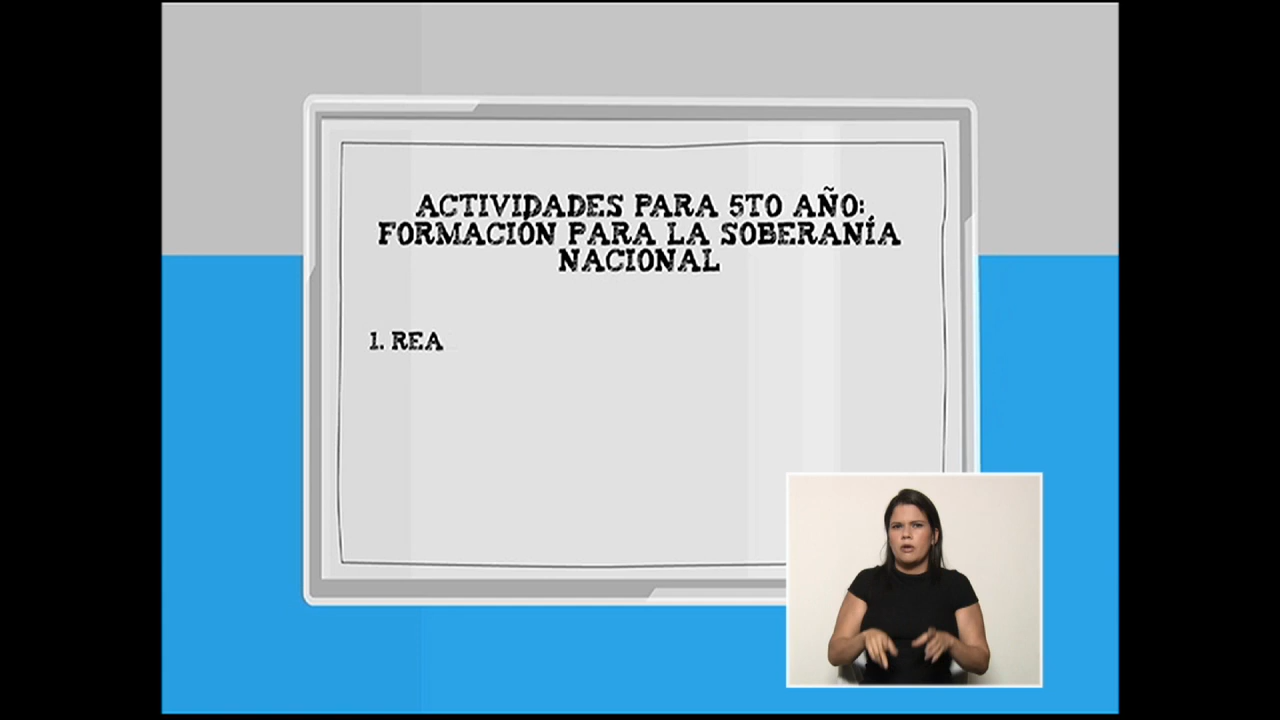 ACTIVIDADES PARA 5TO AÑO:
FORMACIÓN PARA LA SOBERANÍA
NACIONAL
1. REA